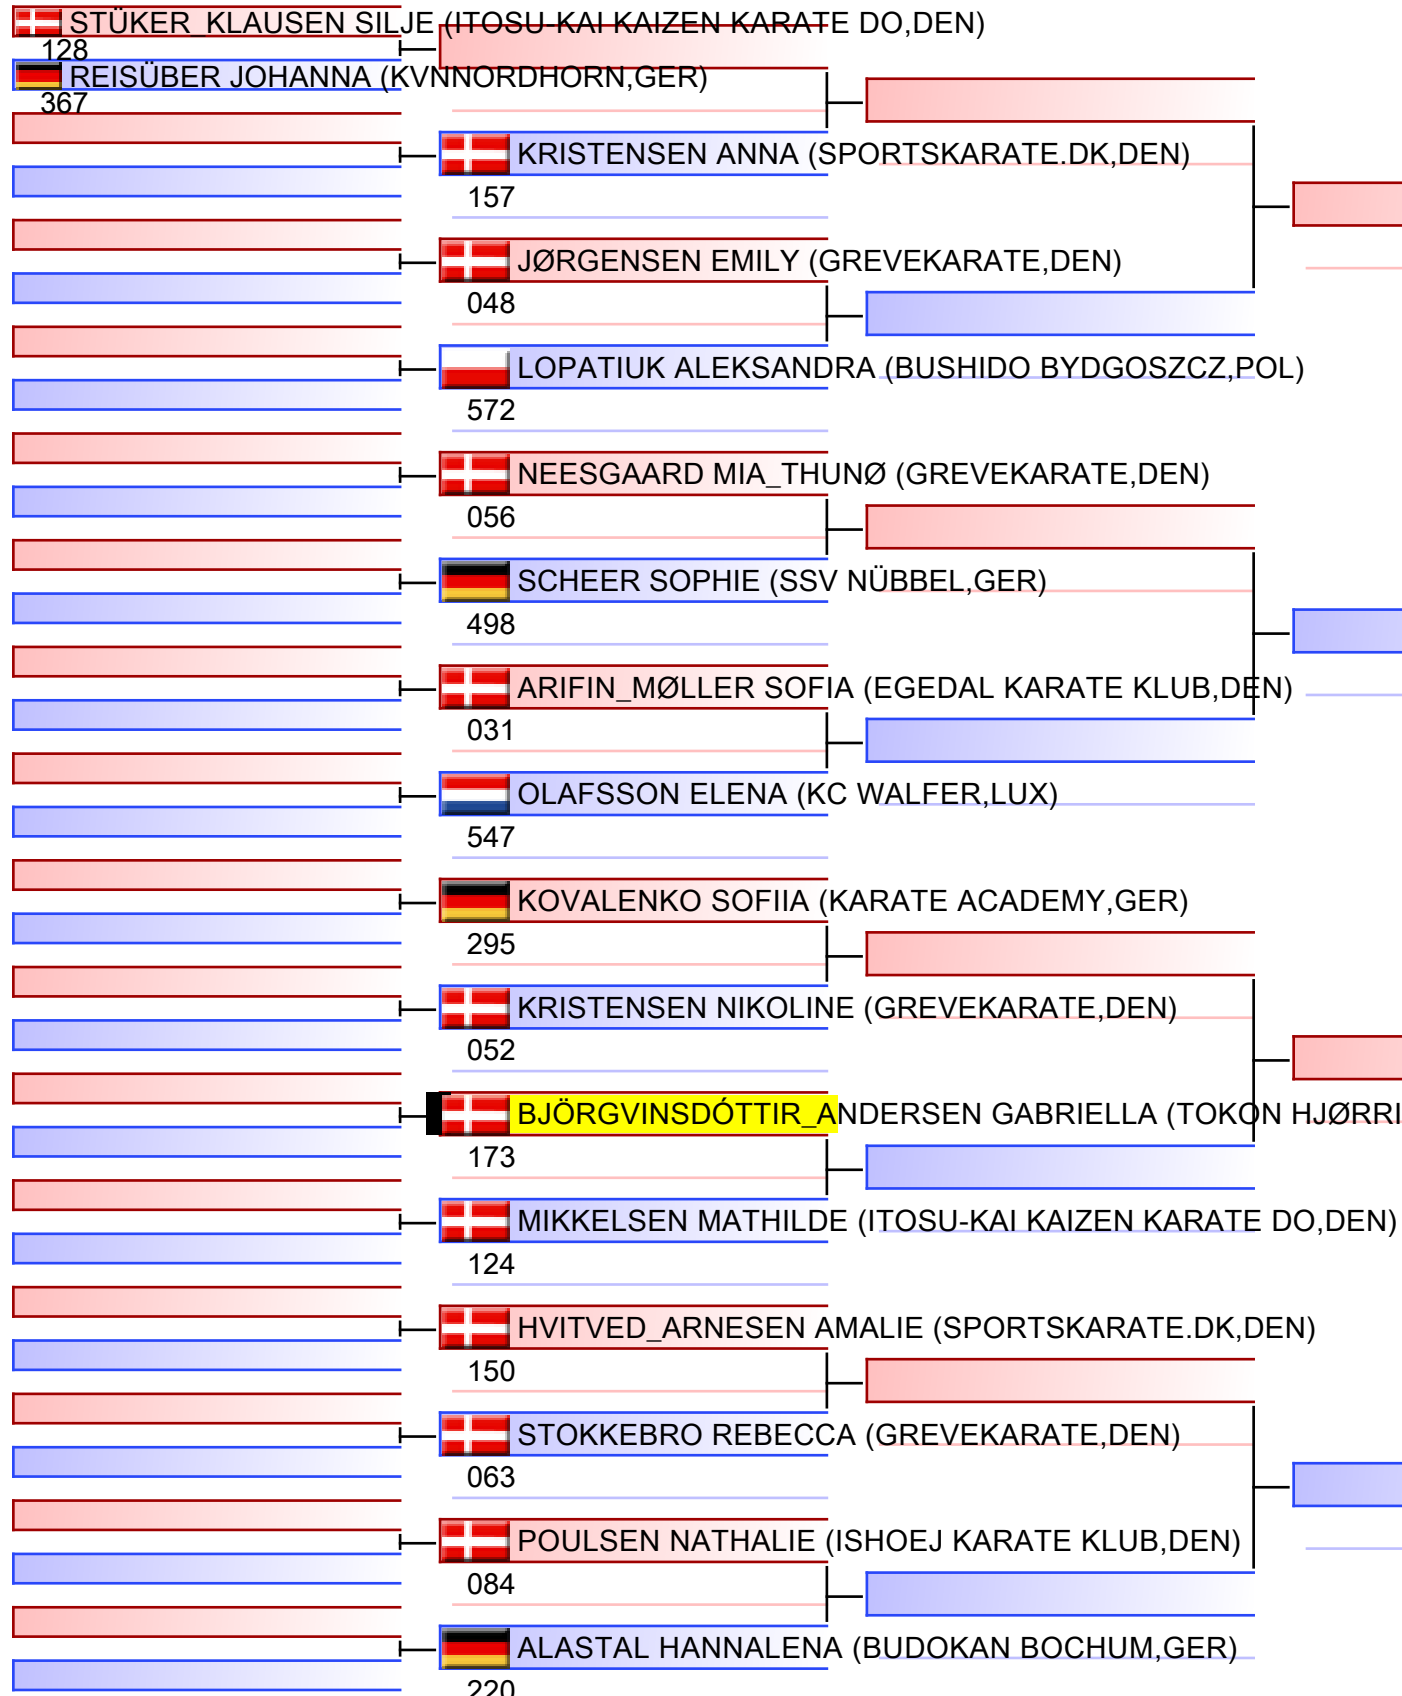 STÜKER_KLAUSEN SILJE (ITOSU-KAI KAIZEN KARATE DO,DEN)
128
REISÜBER JOHANNA (KVNNORDHORN,GER)
367
KRISTENSEN ANNA (SPORTSKARATE.DK,DEN)
157
JØRGENSEN EMILY (GREVEKARATE,DEN)
048
LOPATIUK ALEKSANDRA (BUSHIDO BYDGOSZCZ,POL)
572
NEESGAARD MIA_THUNØ (GREVEKARATE,DEN)
056
SCHEER SOPHIE (SSV NÜBBEL,GER)
498
ARIFIN_MØLLER SOFIA (EGEDAL KARATE KLUB,DEN)
031
OLAFSSON ELENA (KC WALFER,LUX)
547
KOVALENKO SOFIIA (KARATE ACADEMY,GER)
295
KRISTENSEN NIKOLINE (GREVEKARATE,DEN)
052
BJÖRGVINSDÓTTIR_ANDERSEN GABRIELLA (TOKON HJØRRI
173
MIKKELSEN MATHILDE (ITOSU-KAI KAIZEN KARATE DO,DEN)
124
HVITVED_ARNESEN AMALIE (SPORTSKARATE.DK,DEN)
150
STOKKEBRO REBECCA (GREVEKARATE,DEN)
063
POULSEN NATHALIE (ISHOEJ KARATE KLUB,DEN)
084
ALASTAL HANNALENA (BUDOKAN BOCHUM,GER)
220